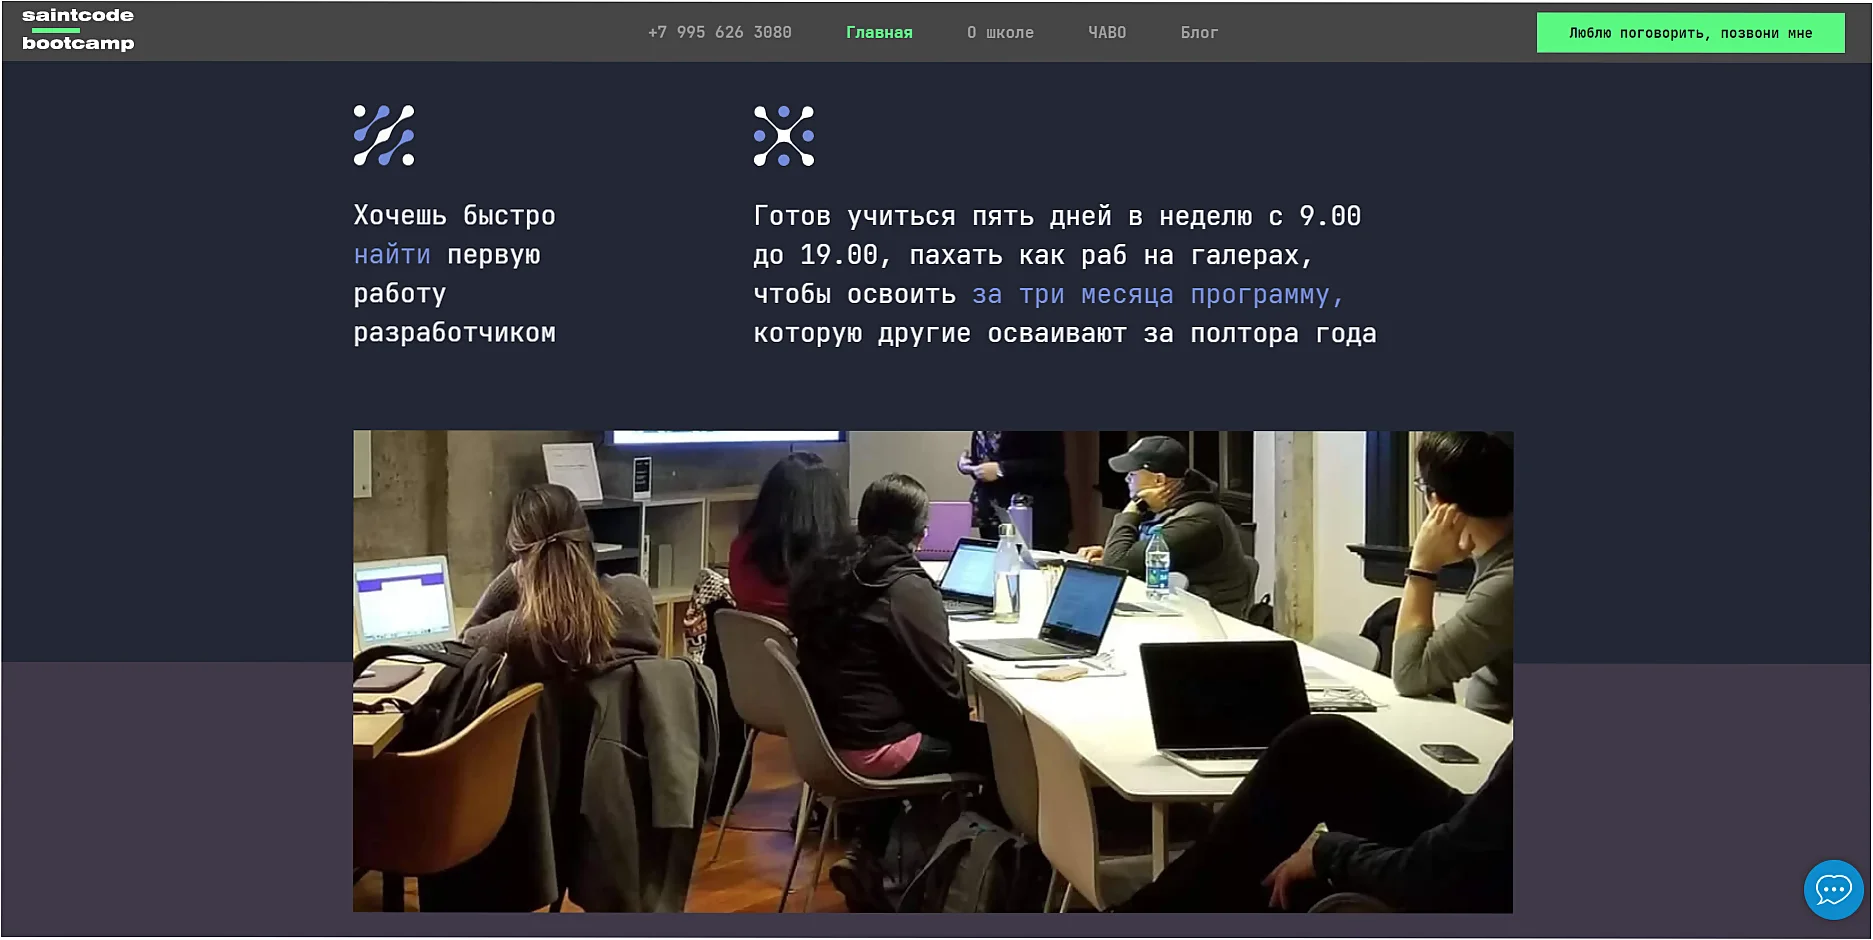 saintcode
bootcamp
+7 995 626 3080
Главная
О школе
ЧАВО
Блог
Люблю поговорить, позвони мне
Хочешь быстро
найти первую
работу
разработчиком
Готов учиться пять дней в неделю с 9.00
до 19.00, пахать как раб на галерах,
чтобы освоить за три месяца программу,
которую другие осваивают за полтора года